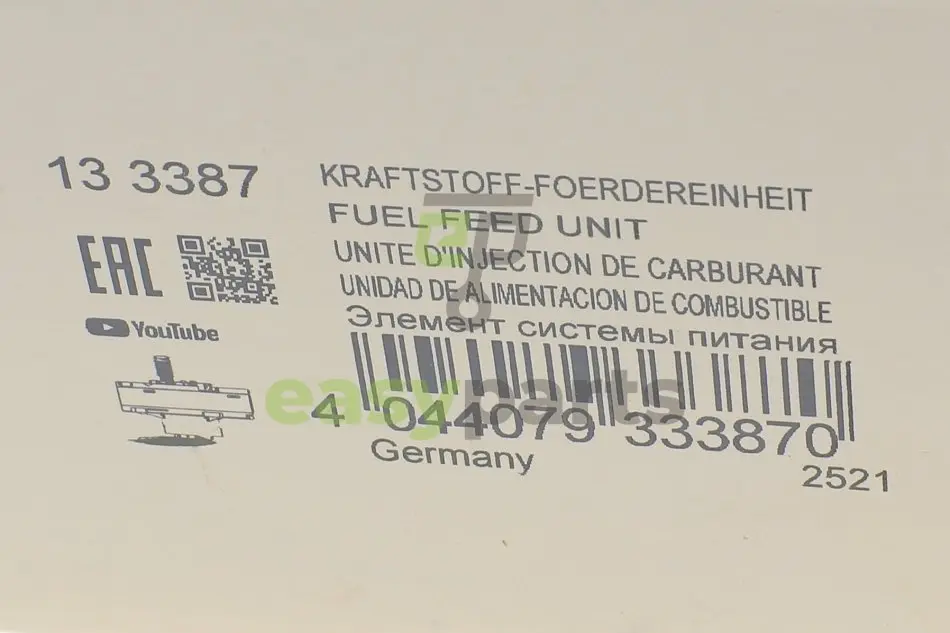 13 3387
KRAFTSTOFF-FOERDEREINHEIT
FUEL FEED UNIT
UNITE D'INJECTION DE CARBURANT
UNIDAD DE ALIMENTACION DE COMBUSTIBLE
Элемент системы питания
EAC
YouTube
easyparts
4 044079 333870
Germany
2521